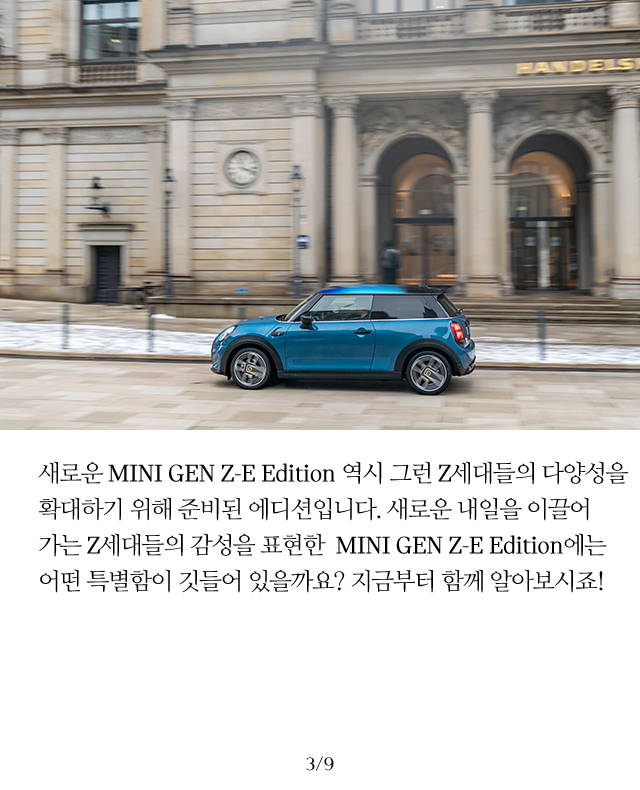 HANDELS
새로운 MINI GEN Z-E Edition 역시 그런 Z세대들의 다양성을
확대하기 위해 준비된 에디션입니다. 새로운 내일을 이끌어
가는 Z세대들의 감성을 표현한  MINI GEN Z-E Edition에는
어떤 특별함이 깃들어 있을까요? 지금부터 함께 알아보시죠!
3/9